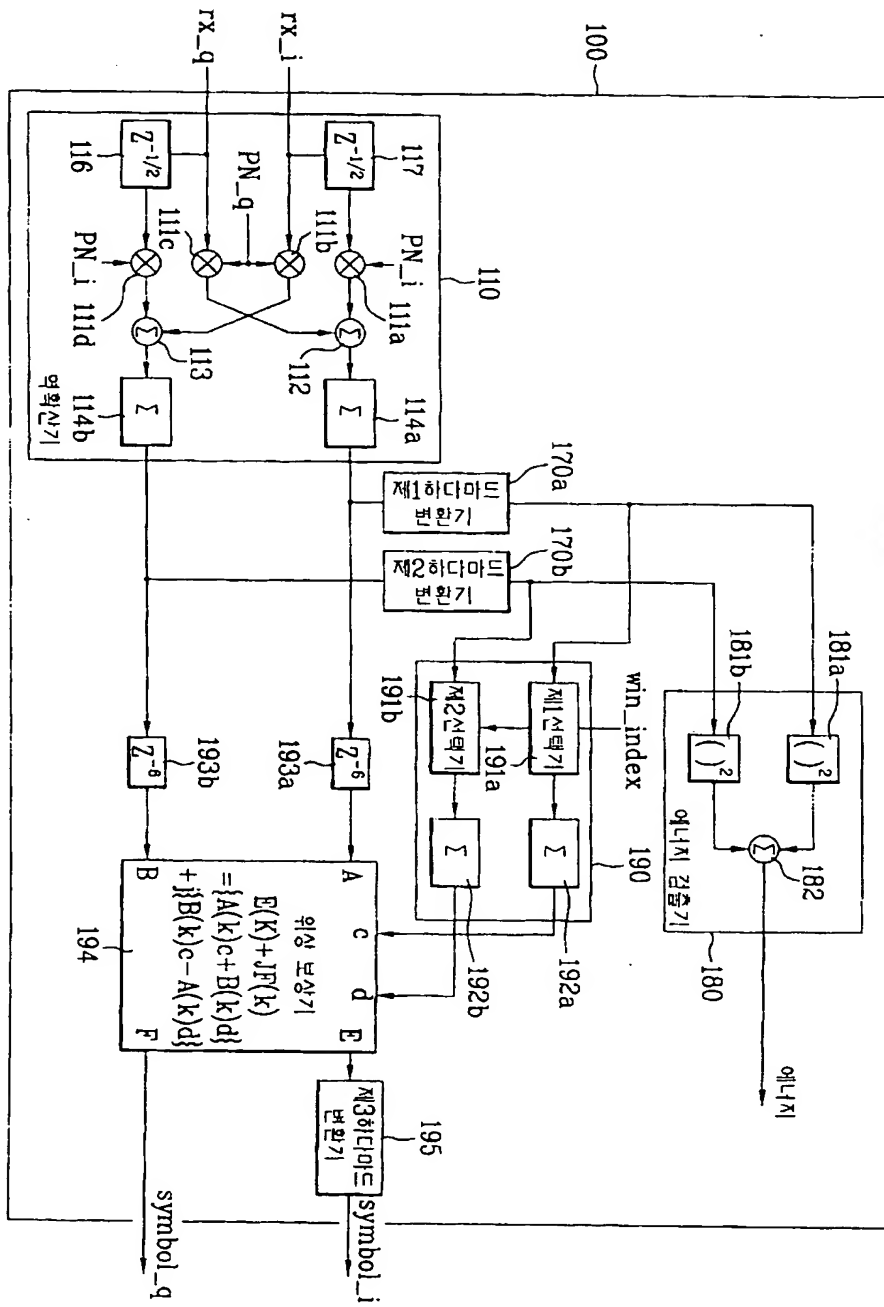 100
rx_i
rx_q
117
Z⁻¹/²
Z⁻¹/²
116
PN_i
PN_q
PN_i
111a
111b
111c
111d
110
112
113
Σ
Σ
114a
Σ
114b
Σ
역확산기
170a
제1하다마드
변환기
170b
제2하다마드
변환기
181a
( )²
181b
( )²
Σ
182
에너지 검출기
180
에너지
win_index
제1선택기
191a
제2선택기
191b
190
Σ
192a
Σ
192b
193a
Z⁻⁶
193b
Z⁻⁶
A
B
c
d
E
F
위상 보상기
E(K)+JF(k)
={A(k)c+B(k)d}
+j{B(k)c-A(k)d}
194
제3하다마드
변환기
195
symbol_i
symbol_q